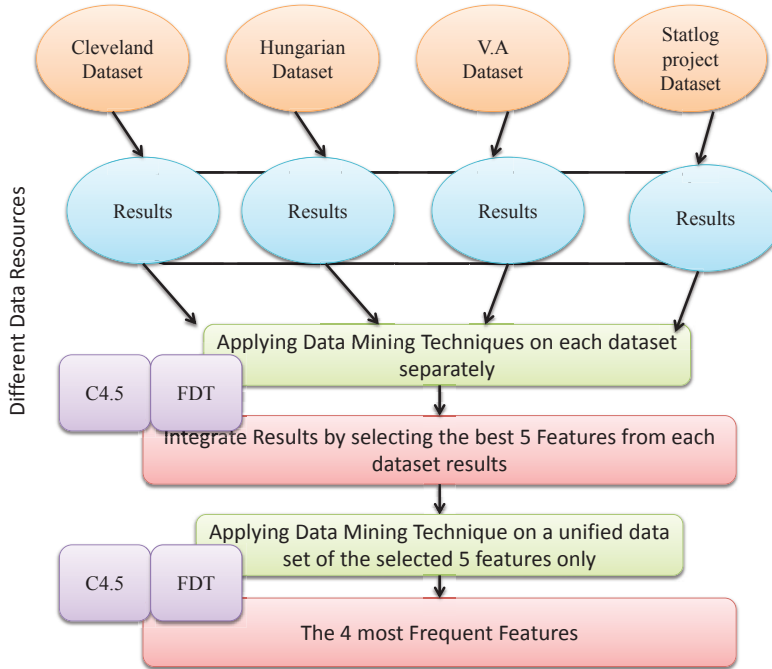 Cleveland
Dataset
Hungarian
Dataset
V.A
Dataset
Statlog
project
Dataset
Results
Results
Results
Results
Different Data Resources
Applying Data Mining Techniques on each dataset
separately
C4.5
FDT
Integrate Results by selecting the best 5 Features from each
dataset results
Applying Data Mining Technique on a unified data
set of the selected 5 features only
C4.5
FDT
The 4 most Frequent Features